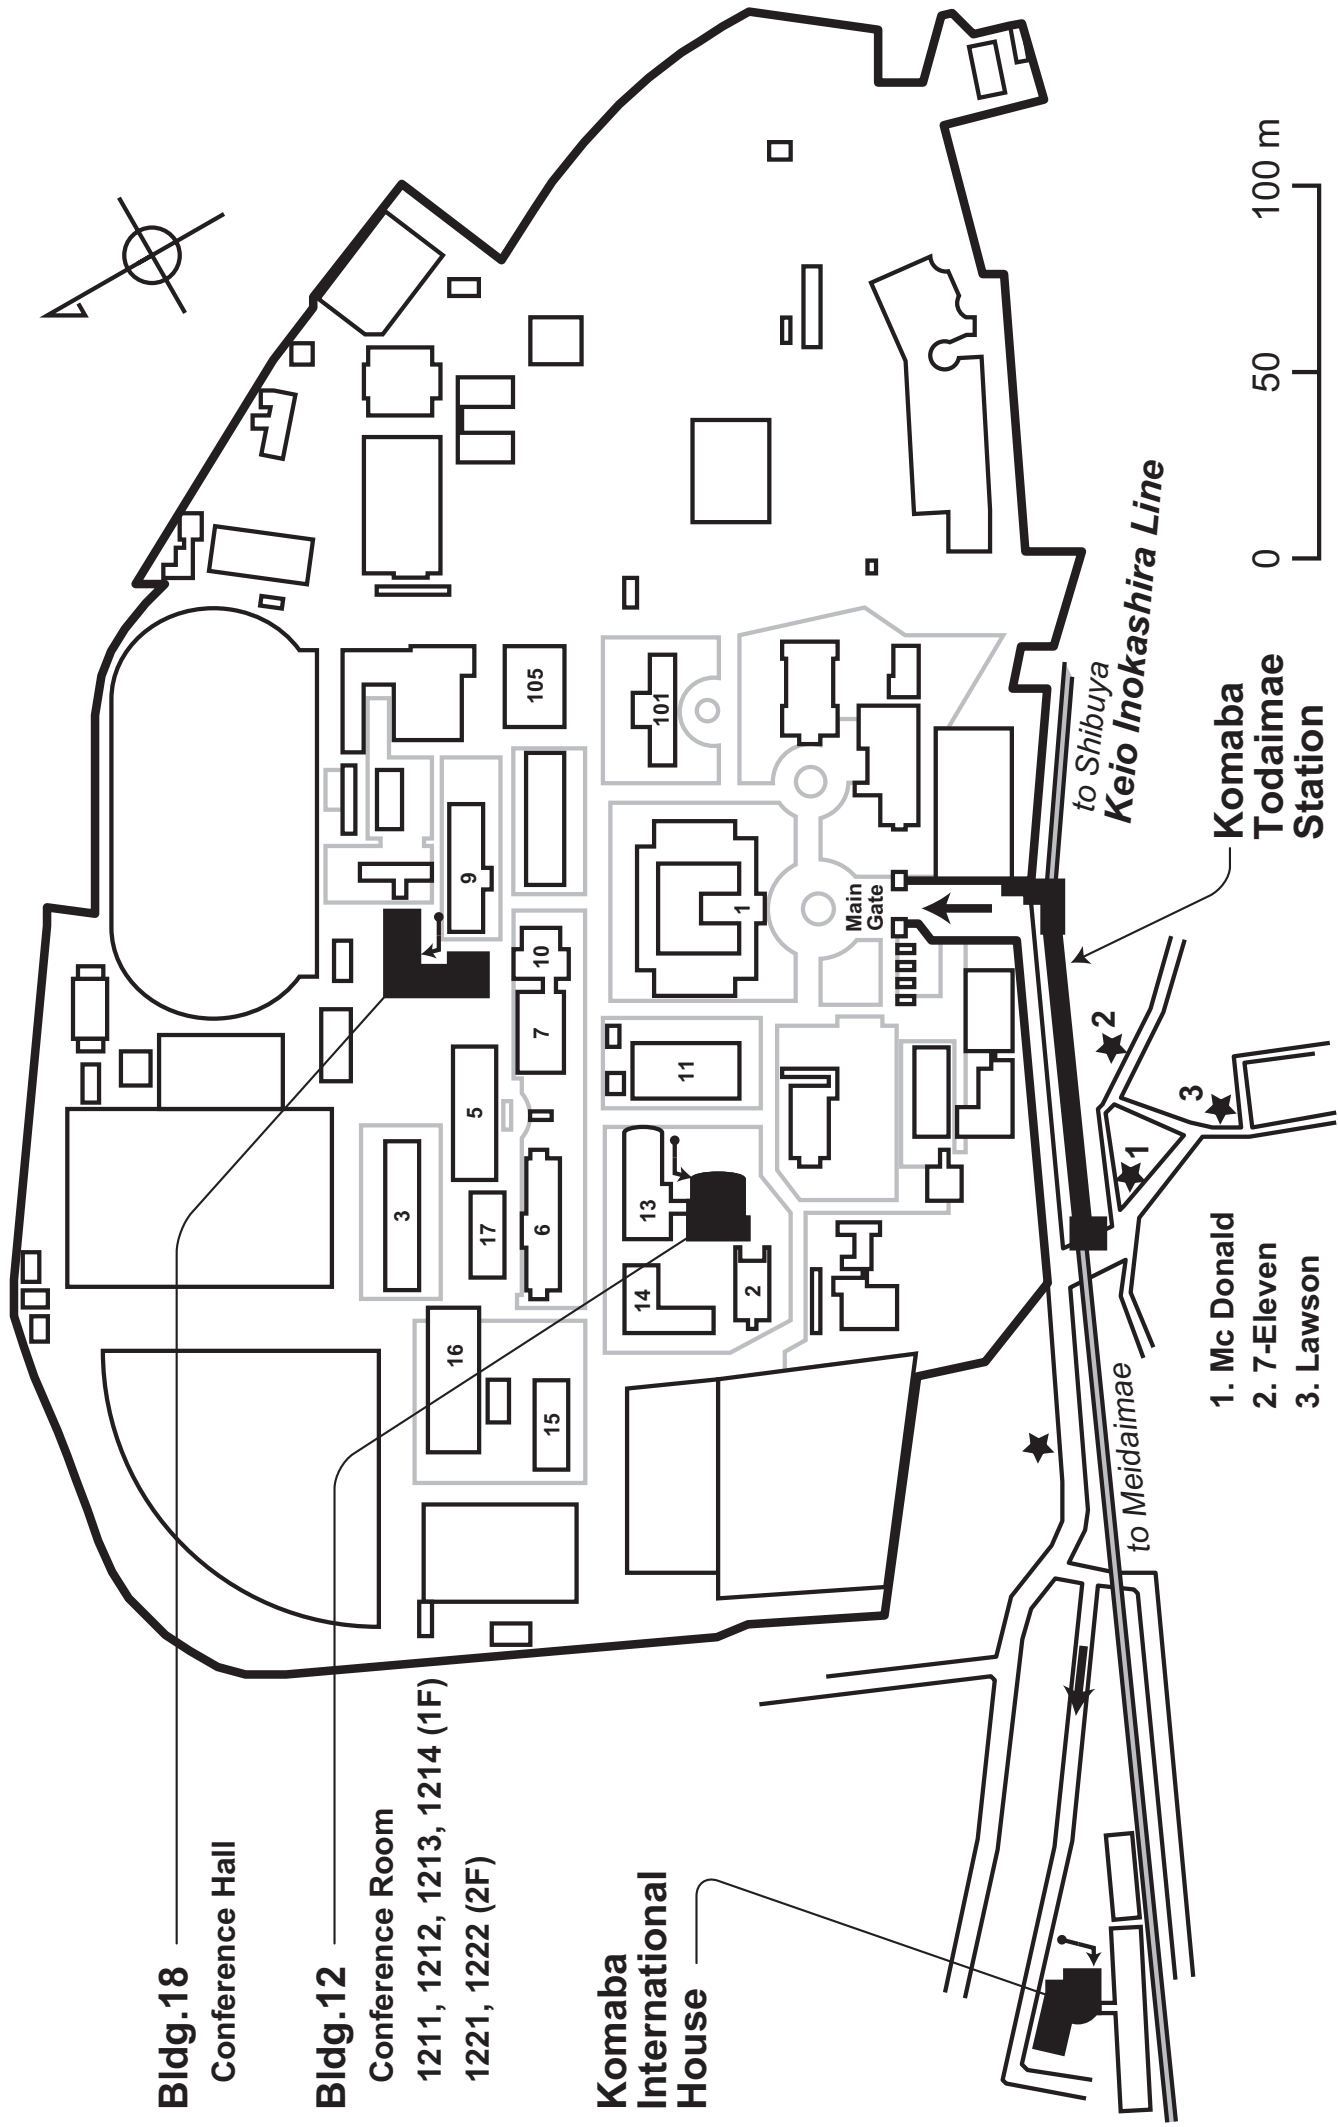 Bldg.18
Conference Hall
Bldg.12
Conference Room
1211, 1212, 1213, 1214 (1F)
1221, 1222 (2F)
Komaba
International
House
3
17
5
6
16
15
14
13
2
11
7
10
9
1
105
101
Main
Gate
to Shibuya
Keio Inokashira Line
Komaba
Todaimae
Station
to Meidaimae
1
2
3
1. Mc Donald
2. 7-Eleven
3. Lawson
0
50
100 m